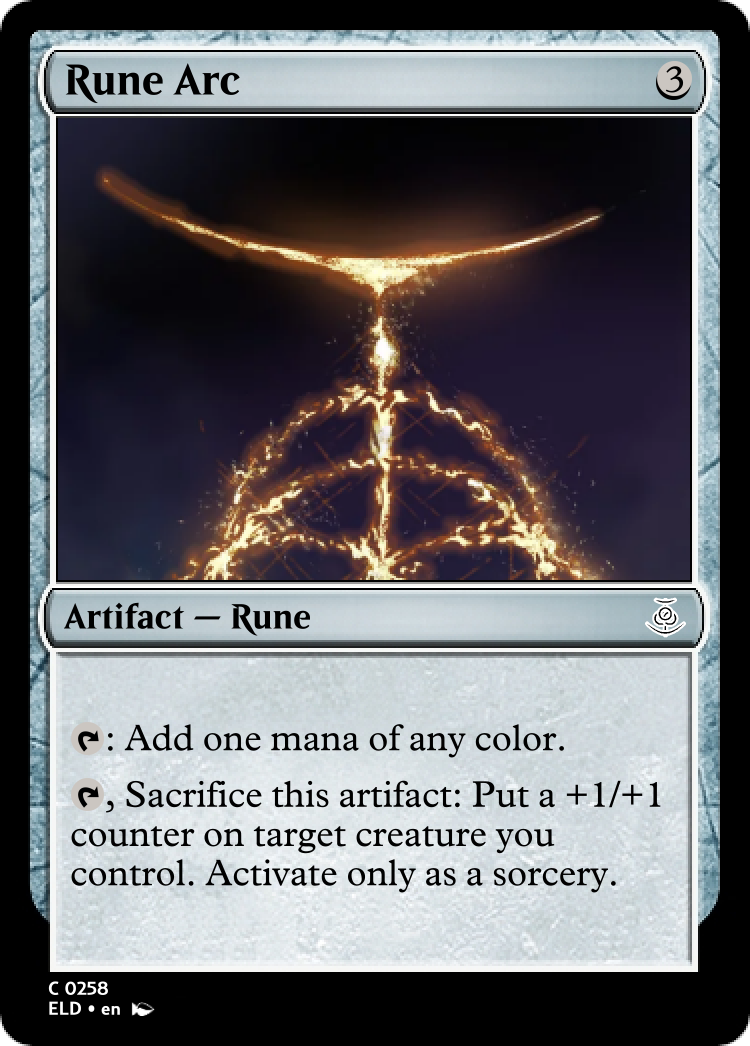 Rune Arc 3
Artifact — Rune
: Add one mana of any color.
, Sacrifice this artifact: Put a +1/+1
counter on target creature you
control. Activate only as a sorcery.
C 0258
ELD • en